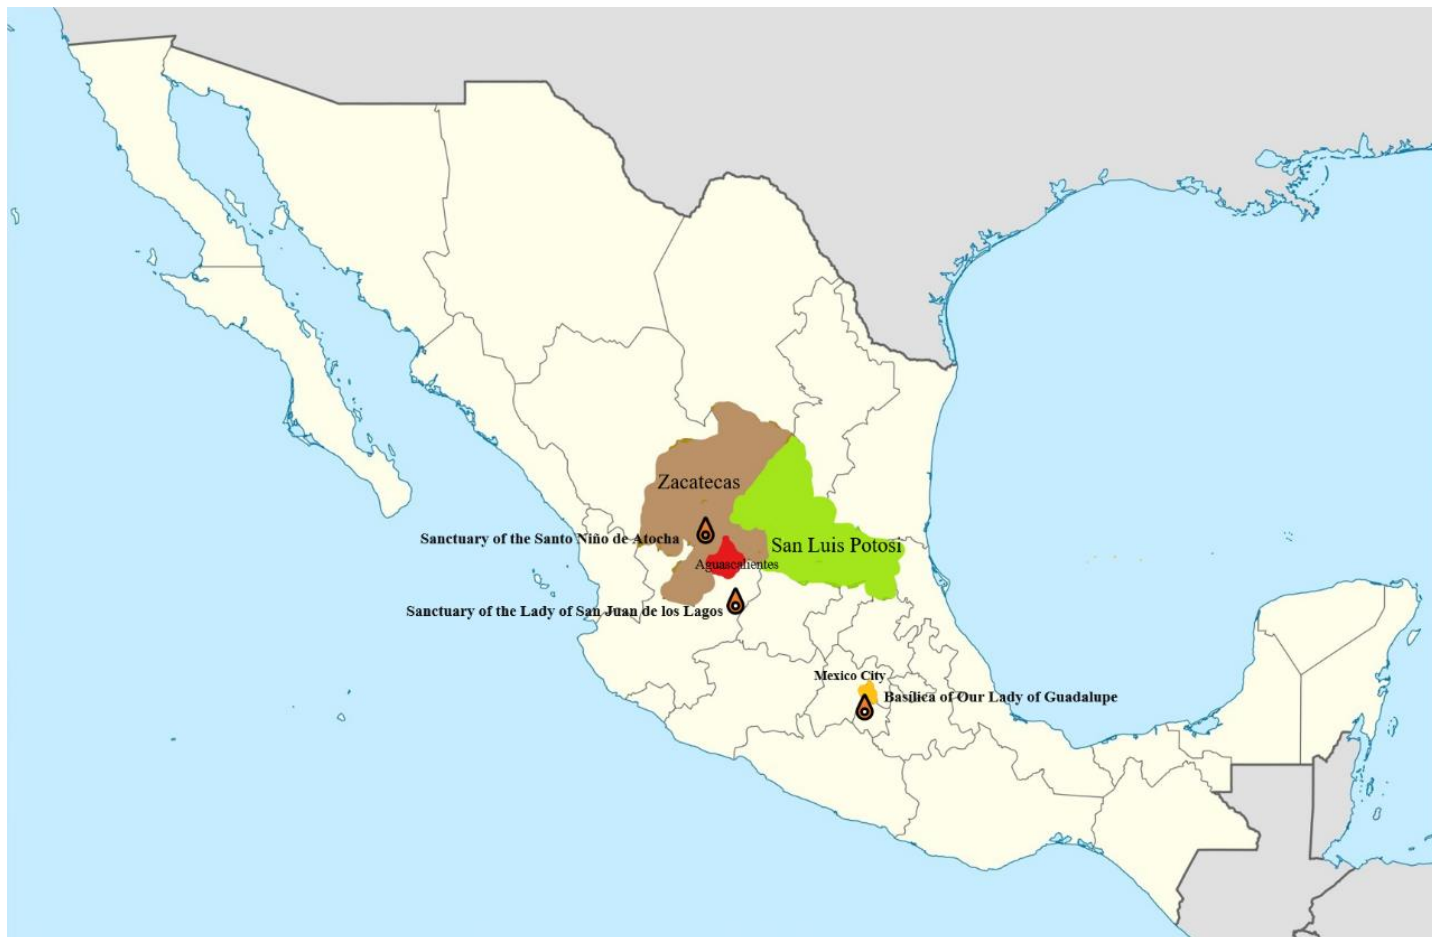 Zacatecas
Sanctuary of the Santo Niño de Atocha
San Luis Potosí
Aguascalientes
Sanctuary of the Lady of San Juan de los Lagos
Mexico City
Basílica of Our Lady of Guadalupe